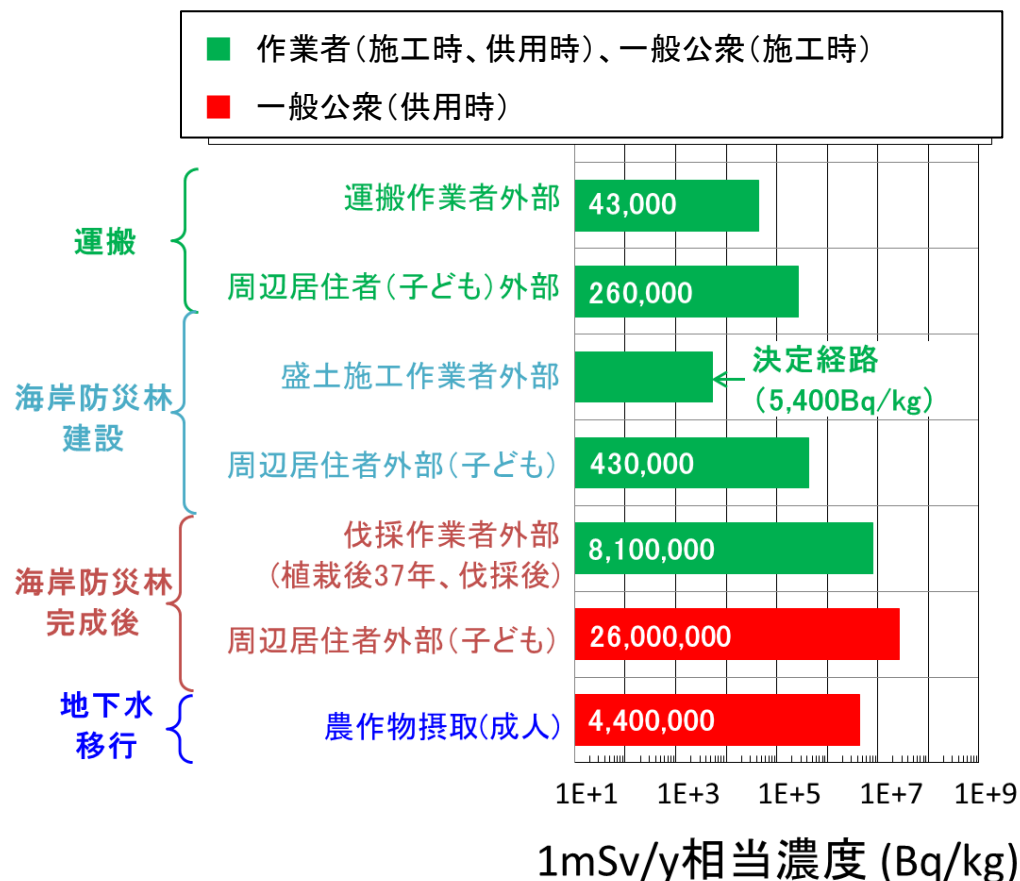 ■ 作業者(施工時、供用時)、一般公衆(施工時)
■ 一般公衆(供用時)
運搬
運搬作業者外部
43,000
周辺居住者(子ども)外部
260,000
海岸防災林
建設
盛土施工作業者外部
決定経路
(5,400Bq/kg)
周辺居住者外部(子ども)
430,000
海岸防災林
完成後
伐採作業者外部
(植栽後37年、伐採後)
8,100,000
周辺居住者外部(子ども)
26,000,000
地下水
移行
農作物摂取(成人)
4,400,000
1E+1 1E+3 1E+5 1E+7 1E+9
1mSv/y相当濃度 (Bq/kg)